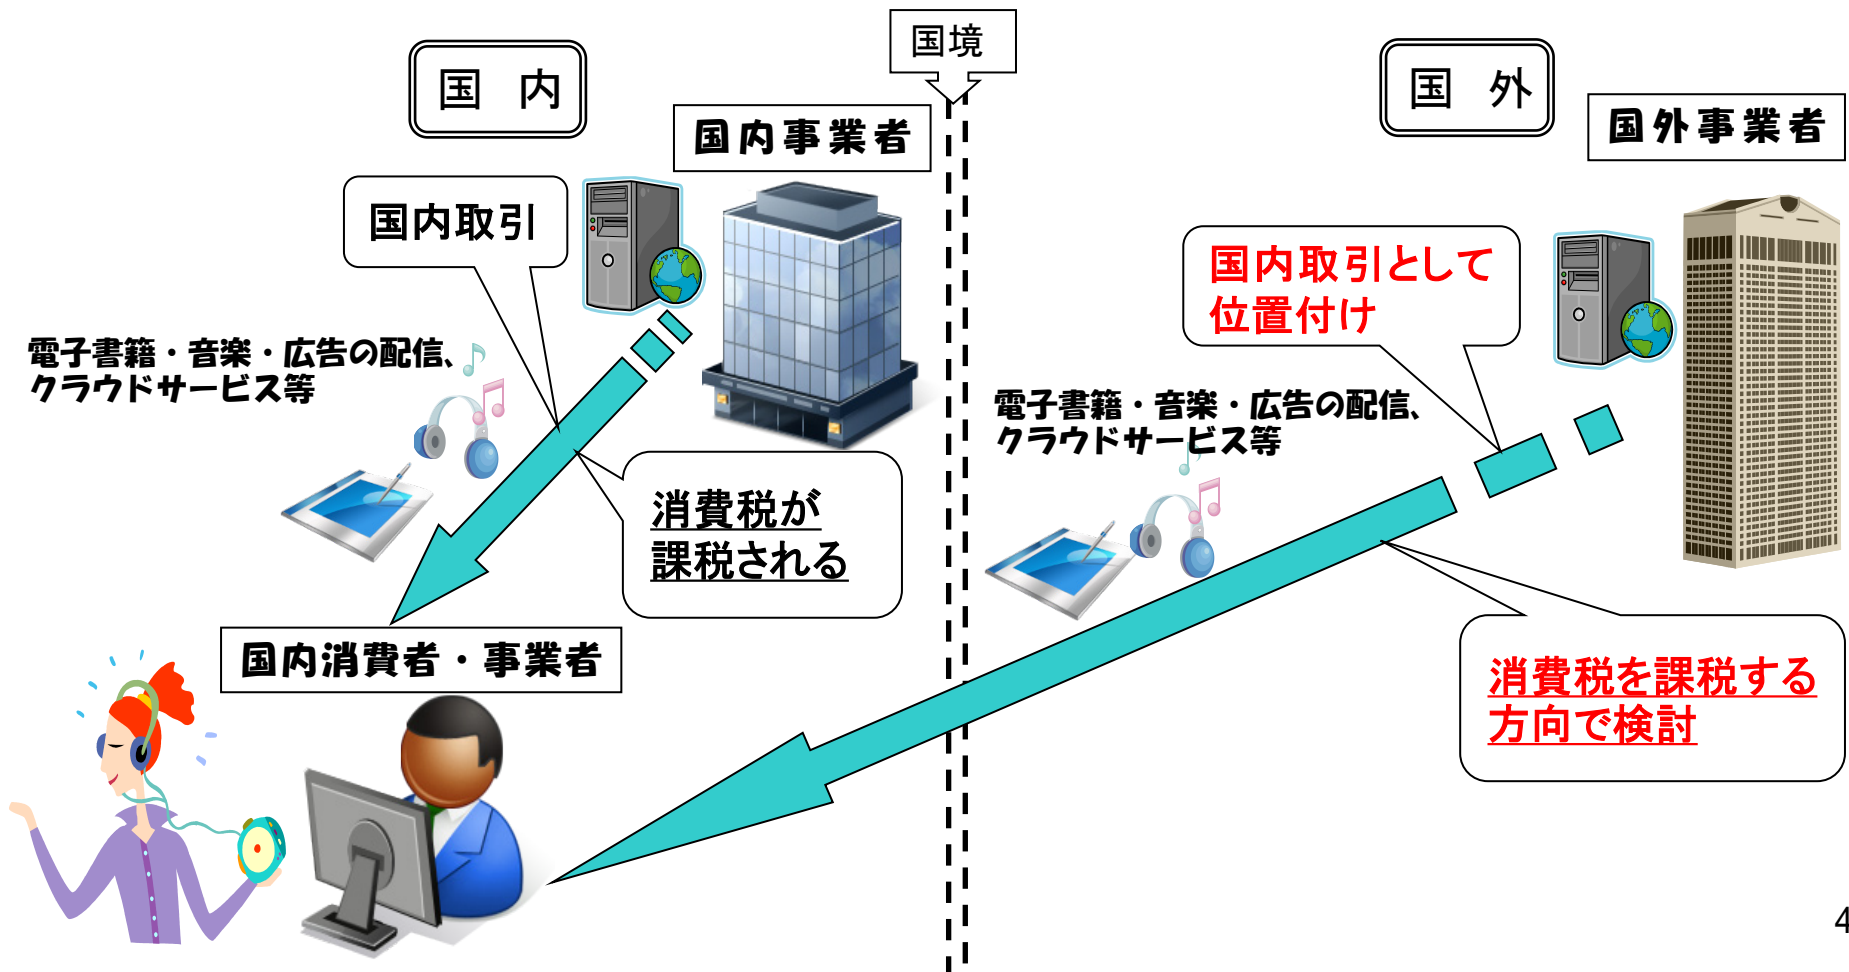 国境
国　内
国　外
国内事業者
国外事業者
国内取引
国内取引として
位置付け
電子書籍・音楽・広告の配信、
クラウドサービス等
電子書籍・音楽・広告の配信、
クラウドサービス等
消費税が
課税される
国内消費者・事業者
消費税を課税する
方向で検討
4